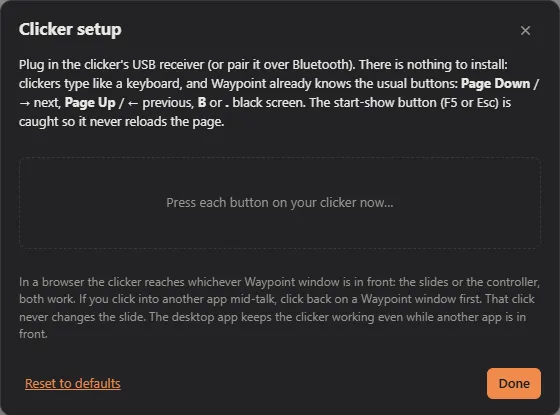 Clicker setup
Plug in the clicker's USB receiver (or pair it over Bluetooth). There is nothing to install:
clickers type like a keyboard, and Waypoint already knows the usual buttons: Page Down /
→ next, Page Up / ← previous, B or . black screen. The start-show button (F5 or Esc) is
caught so it never reloads the page.
Press each button on your clicker now...
In a browser the clicker reaches whichever Waypoint window is in front: the slides or the controller,
both work. If you click into another app mid-talk, click back on a Waypoint window first. That click
never changes the slide. The desktop app keeps the clicker working even while another app is in
front.
Reset to defaults
Done